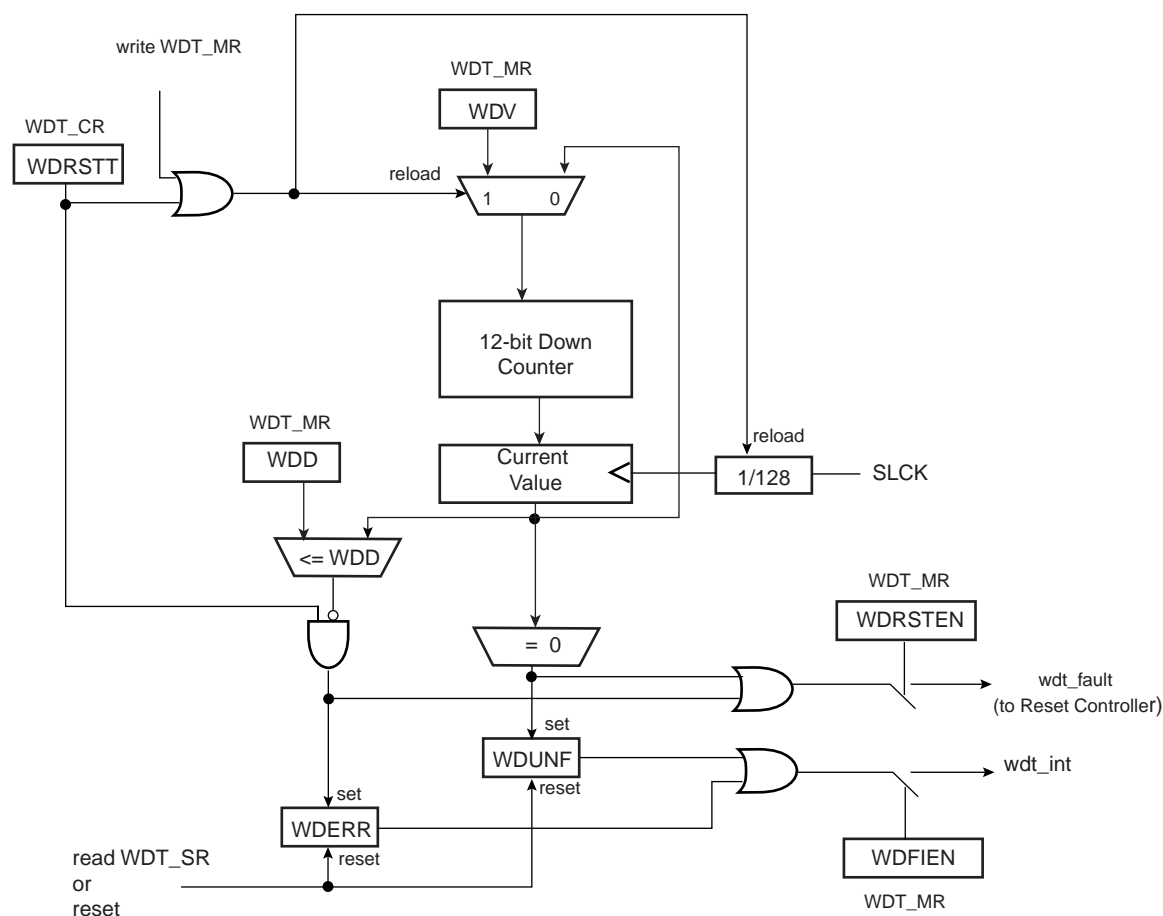 write WDT_MR
WDT_MR
WDV
WDT_CR
WDRSTT
reload
1 0
12-bit Down
Counter
WDT_MR
WDD
reload
Current
Value
1/128
SLCK
<= WDD
WDT_MR
WDRSTEN
= 0
wdt_fault
(to Reset Controller)
set
WDUNF
reset
wdt_int
set
WDERR
reset
WDFIEN
WDT_MR
read WDT_SR
or
reset